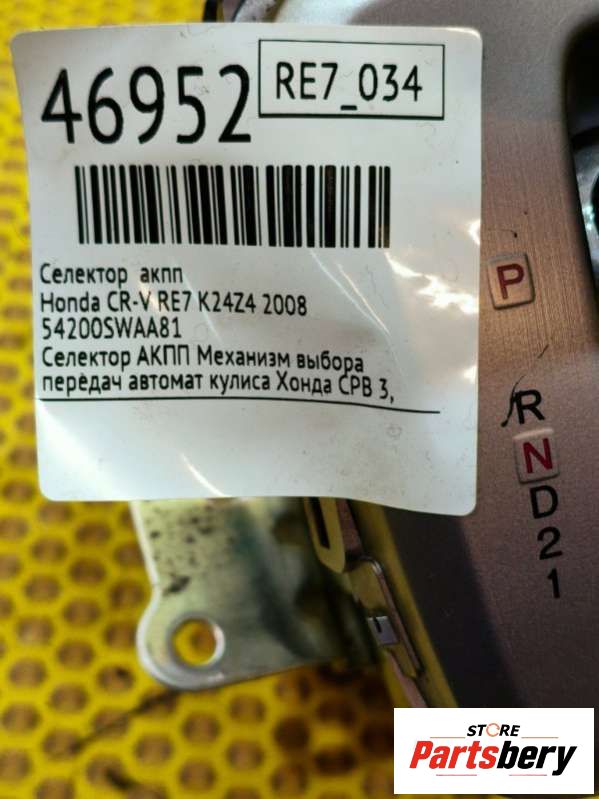 46952
RE7_034
Селектор акпп
Honda CR-V RE7 K24Z4 2008
54200SWAA81
Селектор АКПП Механизм выбора
передач автомат кулиса Хонда СРВ 3,
P
R
N
D
2
1
STORE
Partsbery